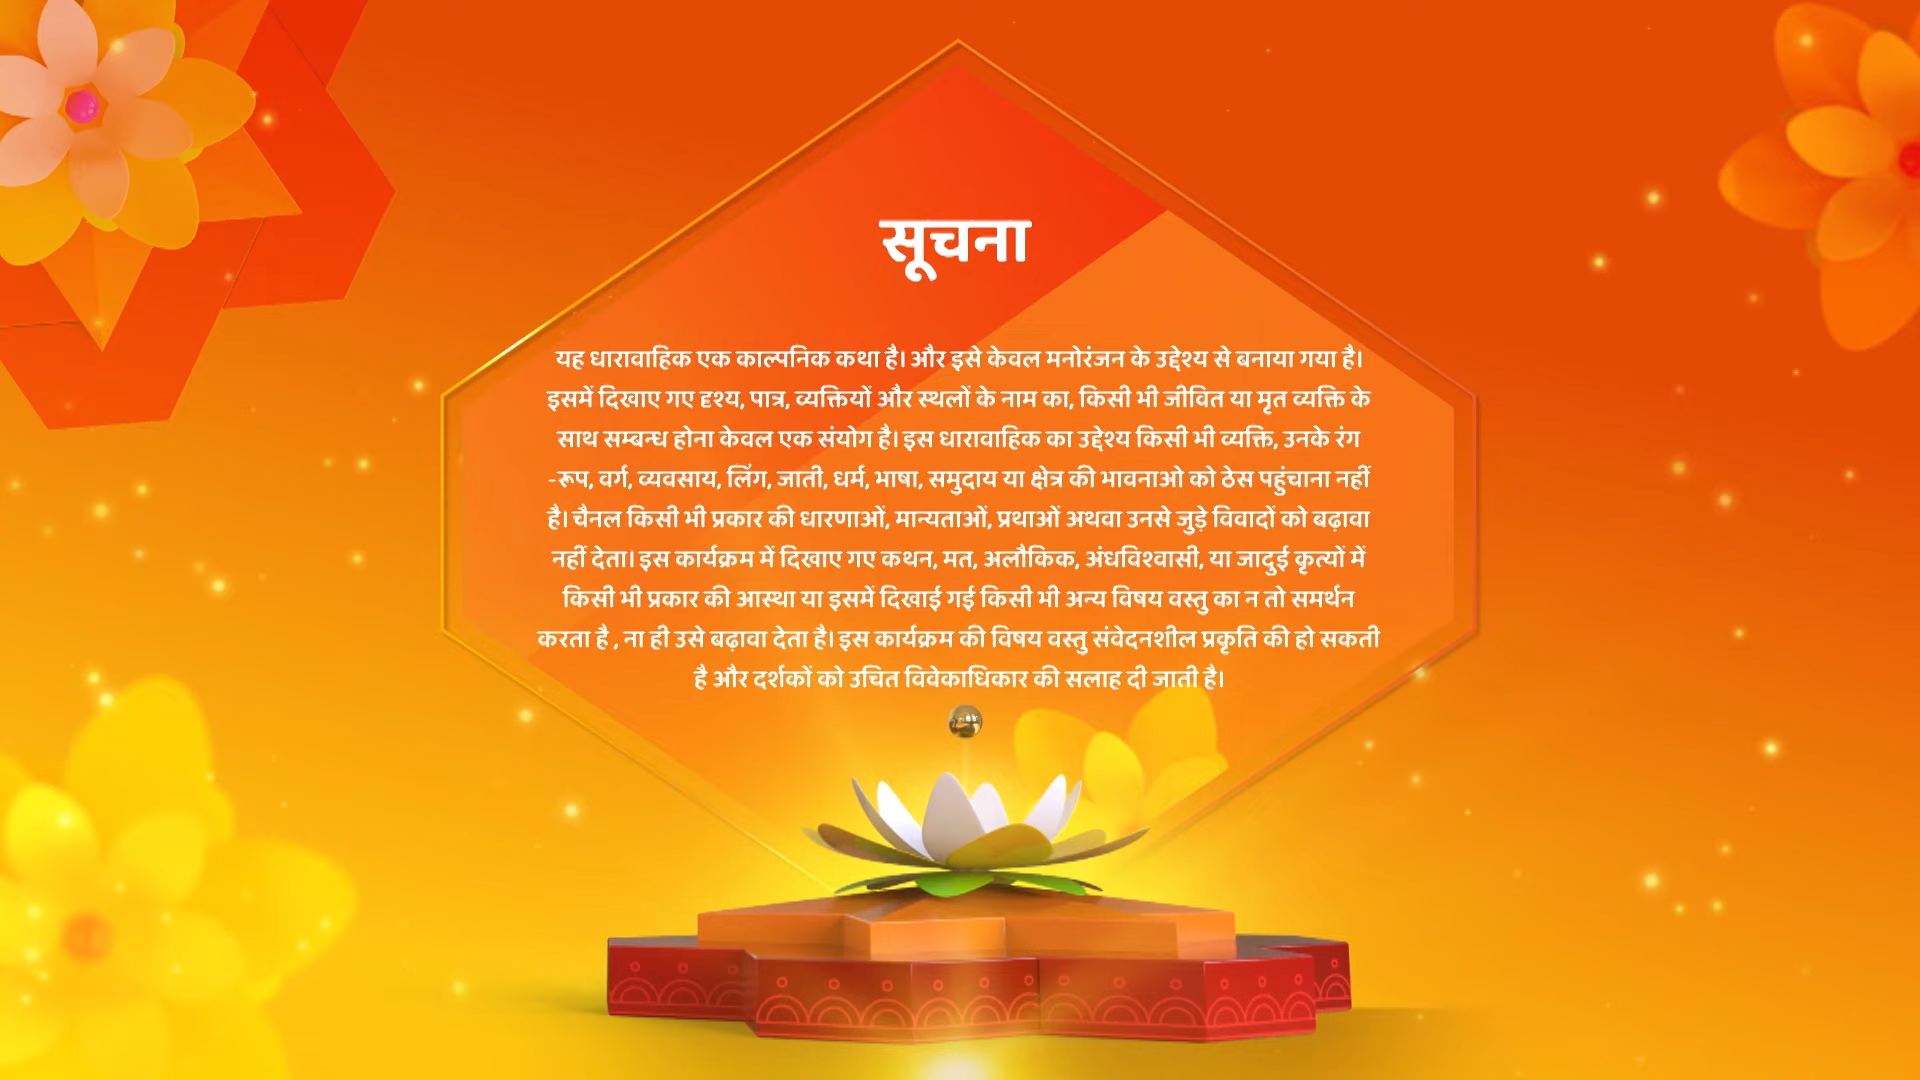 सूचना
यह धारावाहिक एक काल्पनिक कथा है। और इसे केवल मनोरंजन के उद्देश्य से बनाया गया है।
इसमें दिखाए गए दृश्य, पात्र, व्यक्तियों और स्थलों के नाम का, किसी भी जीवित या मृत व्यक्ति के
साथ सम्बन्ध होना केवल एक संयोग है। इस धारावाहिक का उद्देश्य किसी भी व्यक्ति, उनके रंग
-रूप, वर्ग, व्यवसाय, लिंग, जाती, धर्म, भाषा, समुदाय या क्षेत्र की भावनाओ को ठेस पहुंचाना नहीं
है। चैनल किसी भी प्रकार की धारणाओं, मान्यताओं, प्रथाओं अथवा उनसे जुड़े विवादों को बढ़ावा
नहीं देता। इस कार्यक्रम में दिखाए गए कथन, मत, अलौकिक, अंधविश्वासी, या जादुई कृत्यों में
किसी भी प्रकार की आस्था या इसमें दिखाई गई किसी भी अन्य विषय वस्तु का न तो समर्थन
करता है , ना ही उसे बढ़ावा देता है। इस कार्यक्रम की विषय वस्तु संवेदनशील प्रकृति की हो सकती
है और दर्शकों को उचित विवेकाधिकार की सलाह दी जाती है।